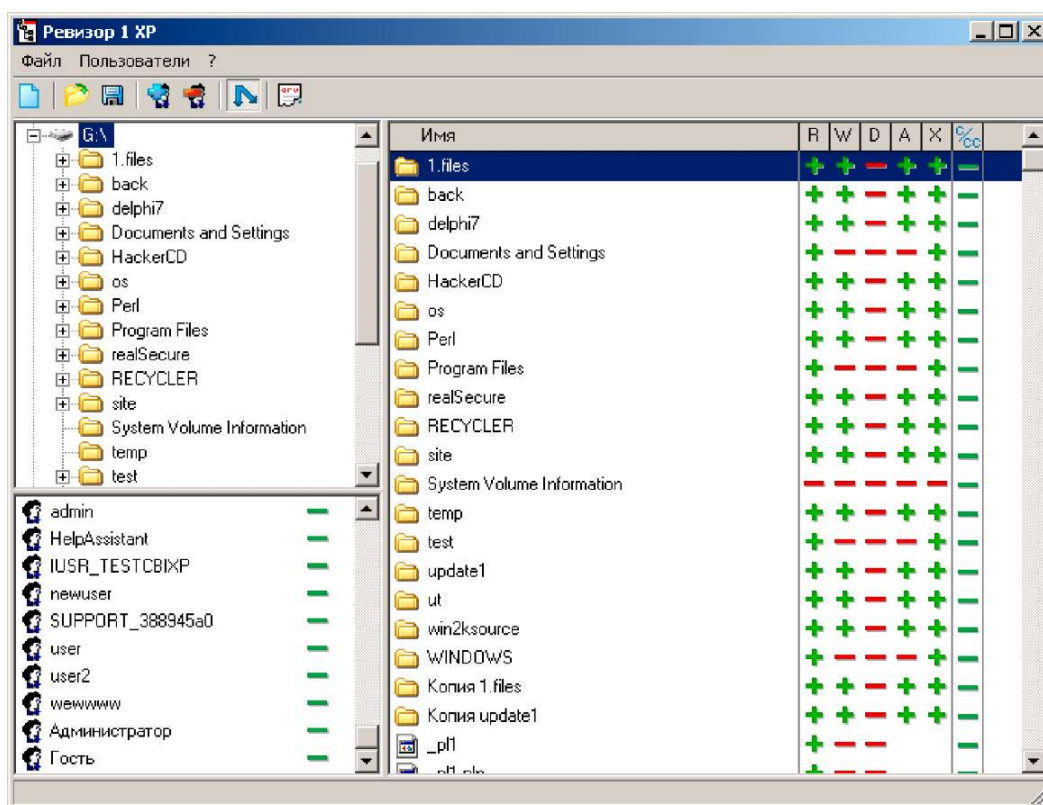 Ревизор 1 XP
Файл Пользователи ?
G:\
1.files
back
delphi7
Documents and Settings
HackerCD
os
Perl
Program Files
realSecure
RECYCLER
site
System Volume Information
temp
test
admin
HelpAssistant
IUSR_TESTCBIXP
newuser
SUPPORT_388945a0
user
user2
wewwww
Администратор
Гость
Имя R W D A X C/CC
1.files
back
delphi7
Documents and Settings
HackerCD
os
Perl
Program Files
realSecure
RECYCLER
site
System Volume Information
temp
test
update1
ut
win2ksource
WINDOWS
Копия 1.files
Копия update1
_pl1